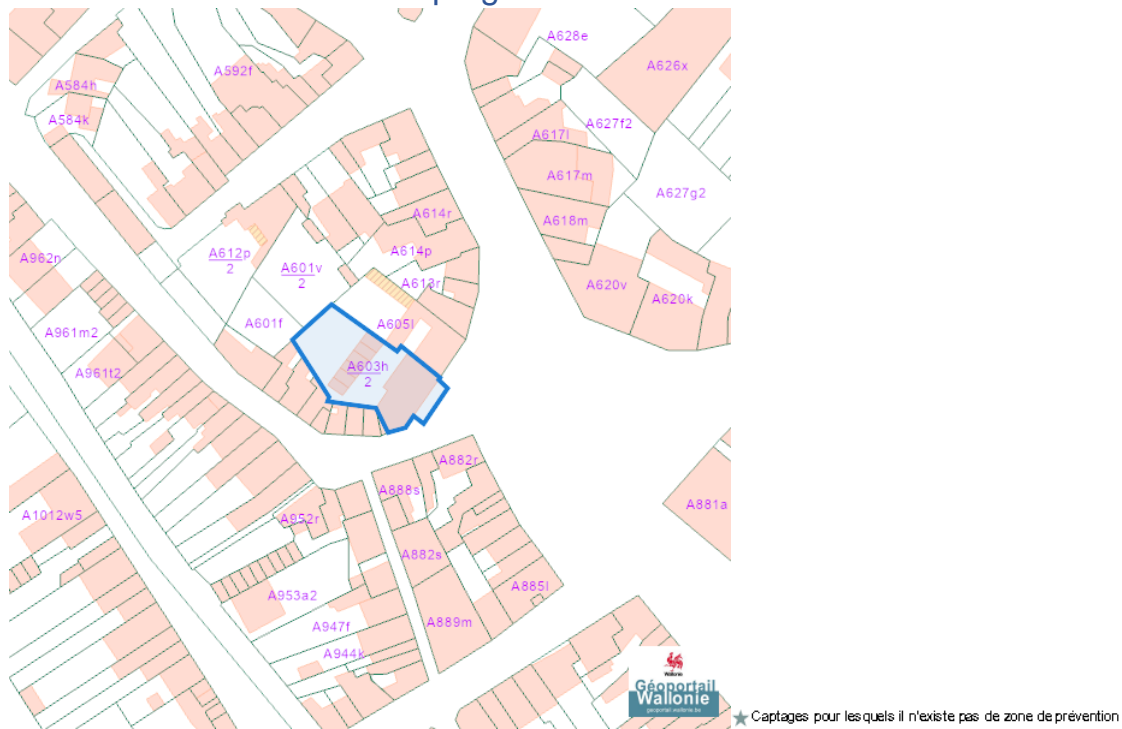 A628e
A592f
A626x
A584h
A584k
A627f2
A617l
A617m
A627g2
A614r
A618m
A962n
A612p
2
A601v
2
A614p
A613r
A620v
A620k
A601f
A605l
A961m2
A961t2
A603h
2
A882r
A888s
A881a
A1012w5
A952r
A882s
A885l
A953a2
A947f
A889m
A944k
Wallonie
Géoportail
Wallonie
geoportail.wallonie.be
Captages pour lesquels il n'existe pas de zone de prévention